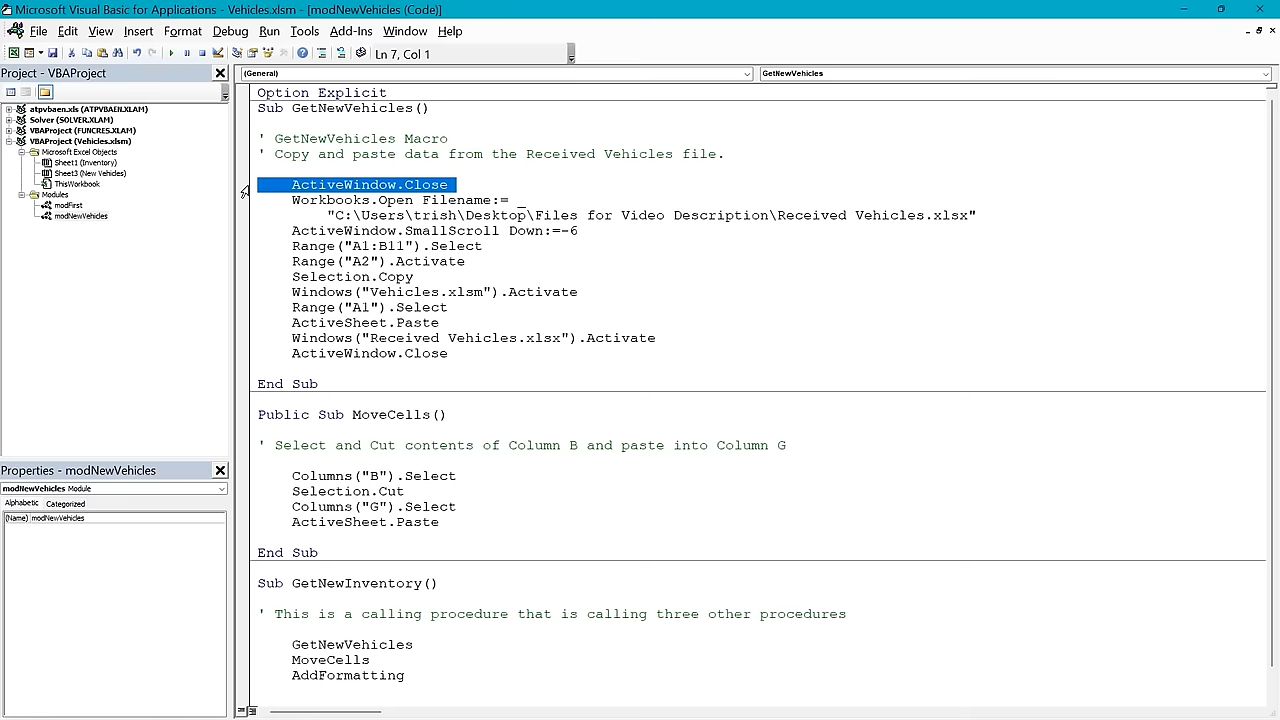 Microsoft Visual Basic for Applications - Vehicles.xlsm - [modNewVehicles (Code)]
File Edit View Insert Format Debug Run Tools Add-Ins Window Help
Ln 7, Col 1
Project - VBAProject
(General)
GetNewVehicles
atpvbaen.xls (ATPVBAEN.XLAM)
Solver (SOLVER.XLAM)
VBAProject (FUNCRES.XLAM)
VBAProject (Vehicles.xlsm)
Microsoft Excel Objects
Sheet1 (Inventory)
Sheet3 (New Vehicles)
ThisWorkbook
Modules
modFirst
modNewVehicles
Properties - modNewVehicles
modNewVehicles Module
Alphabetic Categorized
(Name) modNewVehicles
Option Explicit
Sub GetNewVehicles()
' GetNewVehicles Macro
' Copy and paste data from the Received Vehicles file.
ActiveWindow.Close
Workbooks.Open Filename:= _
"C:\Users\trish\Desktop\Files for Video Description\Received Vehicles.xlsx"
ActiveWindow.SmallScroll Down:=-6
Range("A1:B11").Select
Range("A2").Activate
Selection.Copy
Windows("Vehicles.xlsm").Activate
Range("A1").Select
ActiveSheet.Paste
Windows("Received Vehicles.xlsx").Activate
ActiveWindow.Close
End Sub
Public Sub MoveCells()
' Select and Cut contents of Column B and paste into Column G
Columns("B").Select
Selection.Cut
Columns("G").Select
ActiveSheet.Paste
End Sub
Sub GetNewInventory()
' This is a calling procedure that is calling three other procedures
GetNewVehicles
MoveCells
AddFormatting